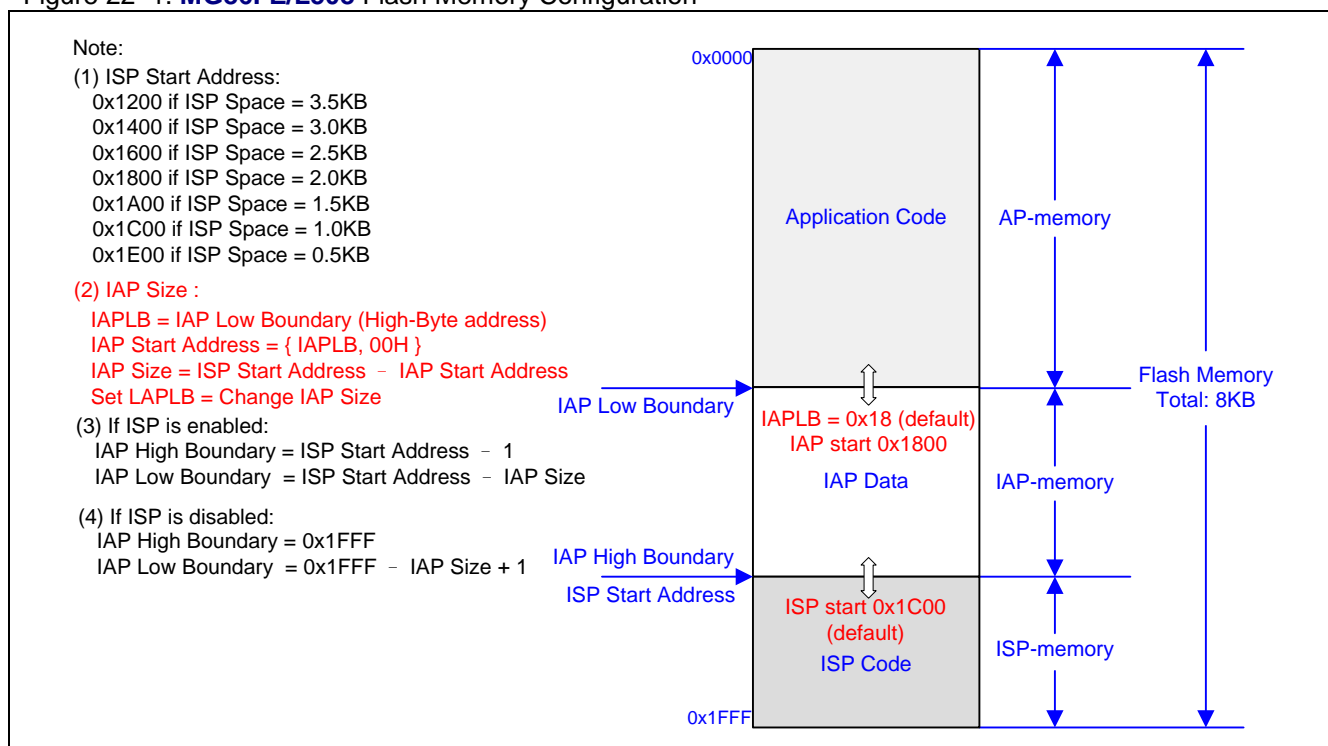 Flash Memory Configuration
Note:
(1) ISP Start Address:
0x1200 if ISP Space = 3.5KB
0x1400 if ISP Space = 3.0KB
0x1600 if ISP Space = 2.5KB
0x1800 if ISP Space = 2.0KB
0x1A00 if ISP Space = 1.5KB
0x1C00 if ISP Space = 1.0KB
0x1E00 if ISP Space = 0.5KB
(2) IAP Size :
IAPLB = IAP Low Boundary (High-Byte address)
IAP Start Address = { IAPLB, 00H }
IAP Size = ISP Start Address – IAP Start Address
Set LAPLB = Change IAP Size
(3) If ISP is enabled:
IAP High Boundary = ISP Start Address – 1
IAP Low Boundary = ISP Start Address – IAP Size
(4) If ISP is disabled:
IAP High Boundary = 0x1FFF
IAP Low Boundary = 0x1FFF – IAP Size + 1
0x0000
Application Code
AP-memory
Flash Memory
Total: 8KB
IAP Low Boundary
IAPLB = 0x18 (default)
IAP start 0x1800
IAP Data
IAP-memory
IAP High Boundary
ISP Start Address
ISP start 0x1C00
(default)
ISP Code
ISP-memory
0x1FFF